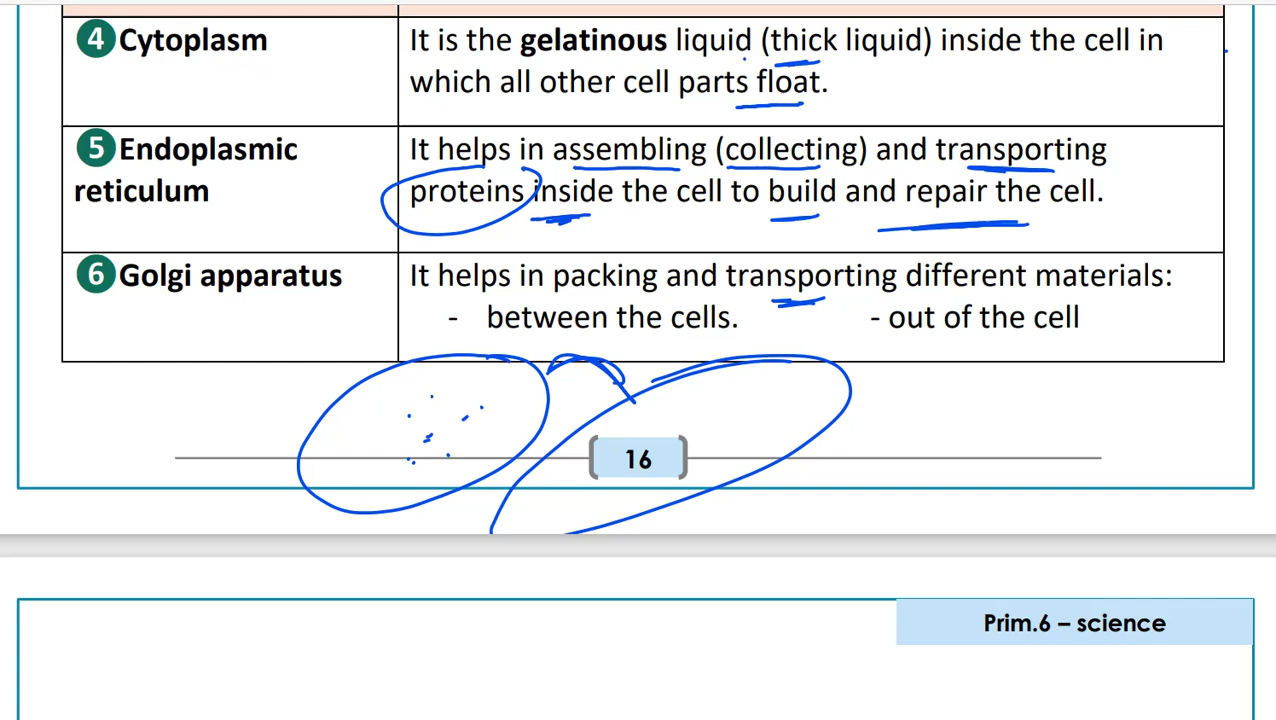 4 Cytoplasm
It is the gelatinous liquid (thick liquid) inside the cell in
which all other cell parts float.
5 Endoplasmic
reticulum
It helps in assembling (collecting) and transporting
proteins inside the cell to build and repair the cell.
6 Golgi apparatus
It helps in packing and transporting different materials:
- between the cells. - out of the cell
16
Prim.6 – science